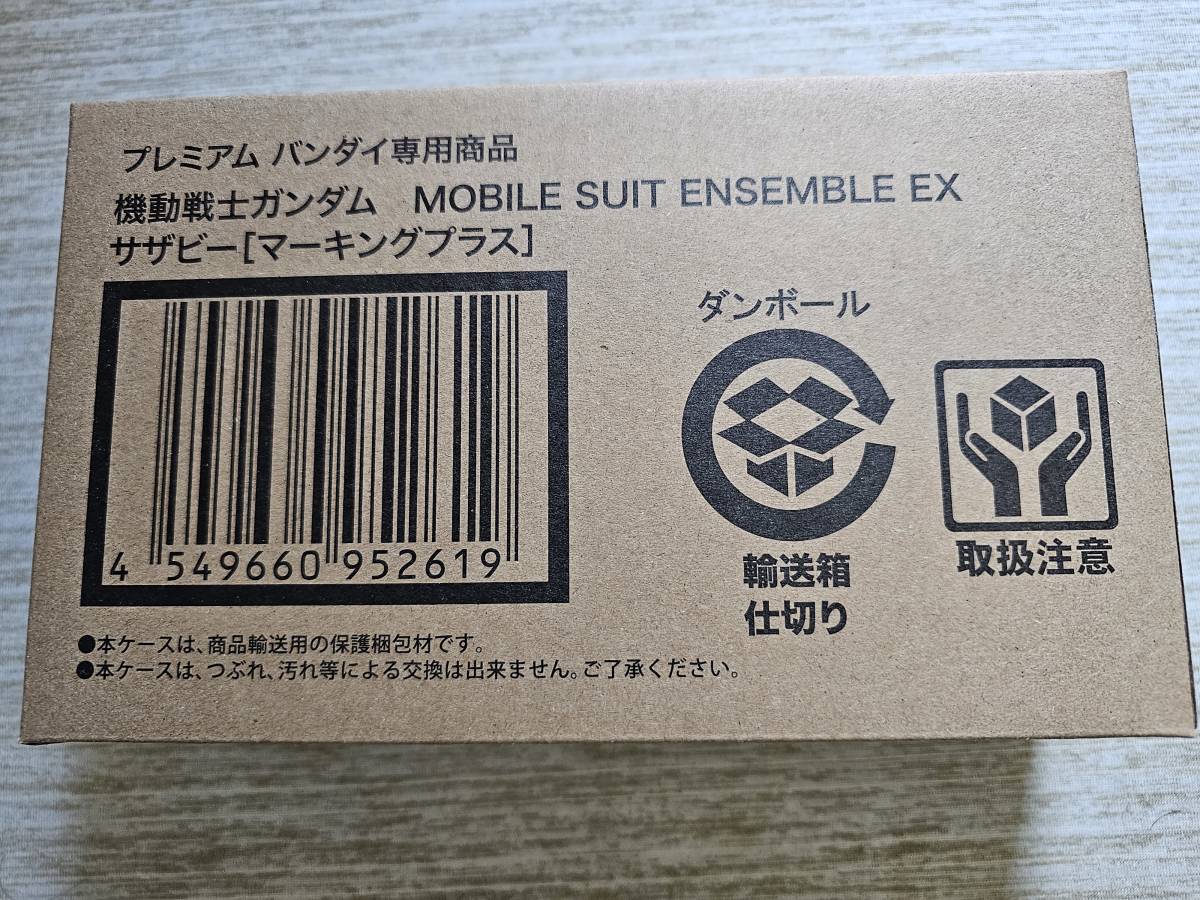 プレミアム バンダイ専用商品
機動戦士ガンダム　MOBILE SUIT ENSEMBLE EX
サザビー[マーキングプラス]
4 549660 952619
ダンボール
輸送箱
仕切り
取扱注意
●本ケースは、商品輸送用の保護梱包材です。
●本ケースは、つぶれ、汚れ等による交換は出来ません。ご了承ください。